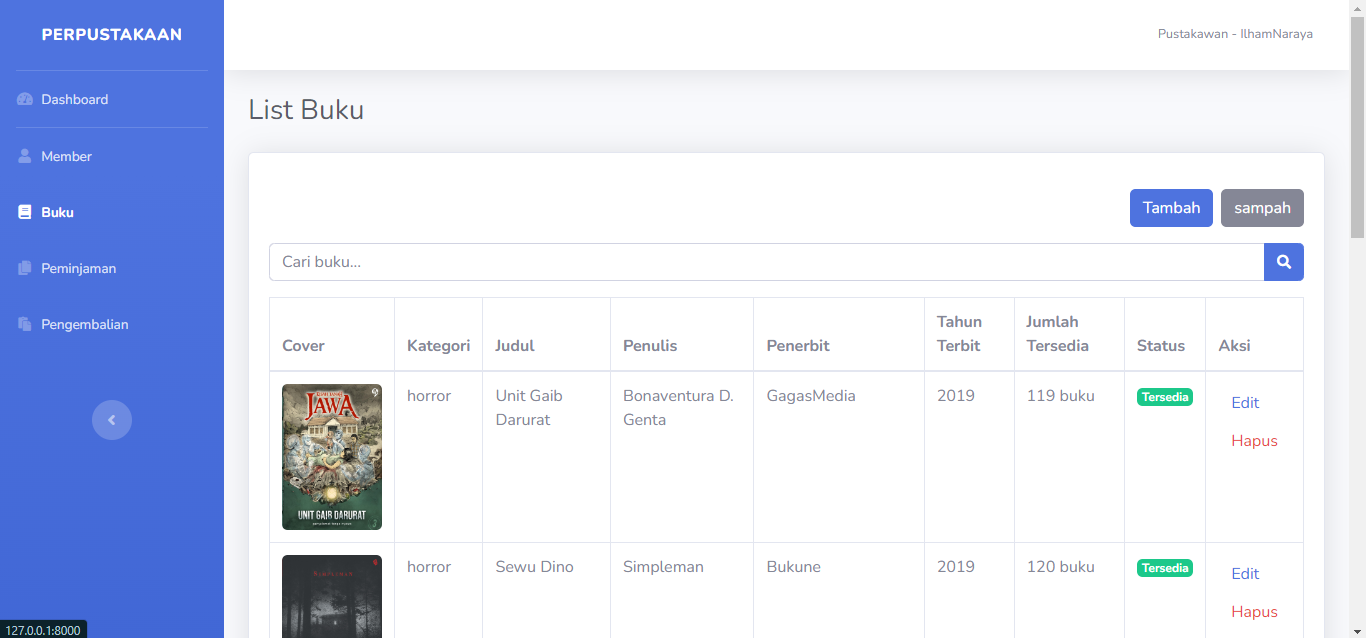 PERPUSTAKAAN
Pustakawan - IlhamNaraya
Dashboard
Member
Buku
Peminjaman
Pengembalian
List Buku
Tambah
sampah
Cari buku...
Cover
Kategori
Judul
Penulis
Penerbit
Tahun
Terbit
Jumlah
Tersedia
Status
Aksi
JAWA
UNIT GAIB DARURAT
horror
Unit Gaib
Darurat
Bonaventura D.
Genta
GagasMedia
2019
119 buku
Tersedia
Edit
Hapus
horror
Sewu Dino
Simpleman
Bukune
2019
120 buku
Tersedia
Edit
Hapus
127.0.0.1:8000